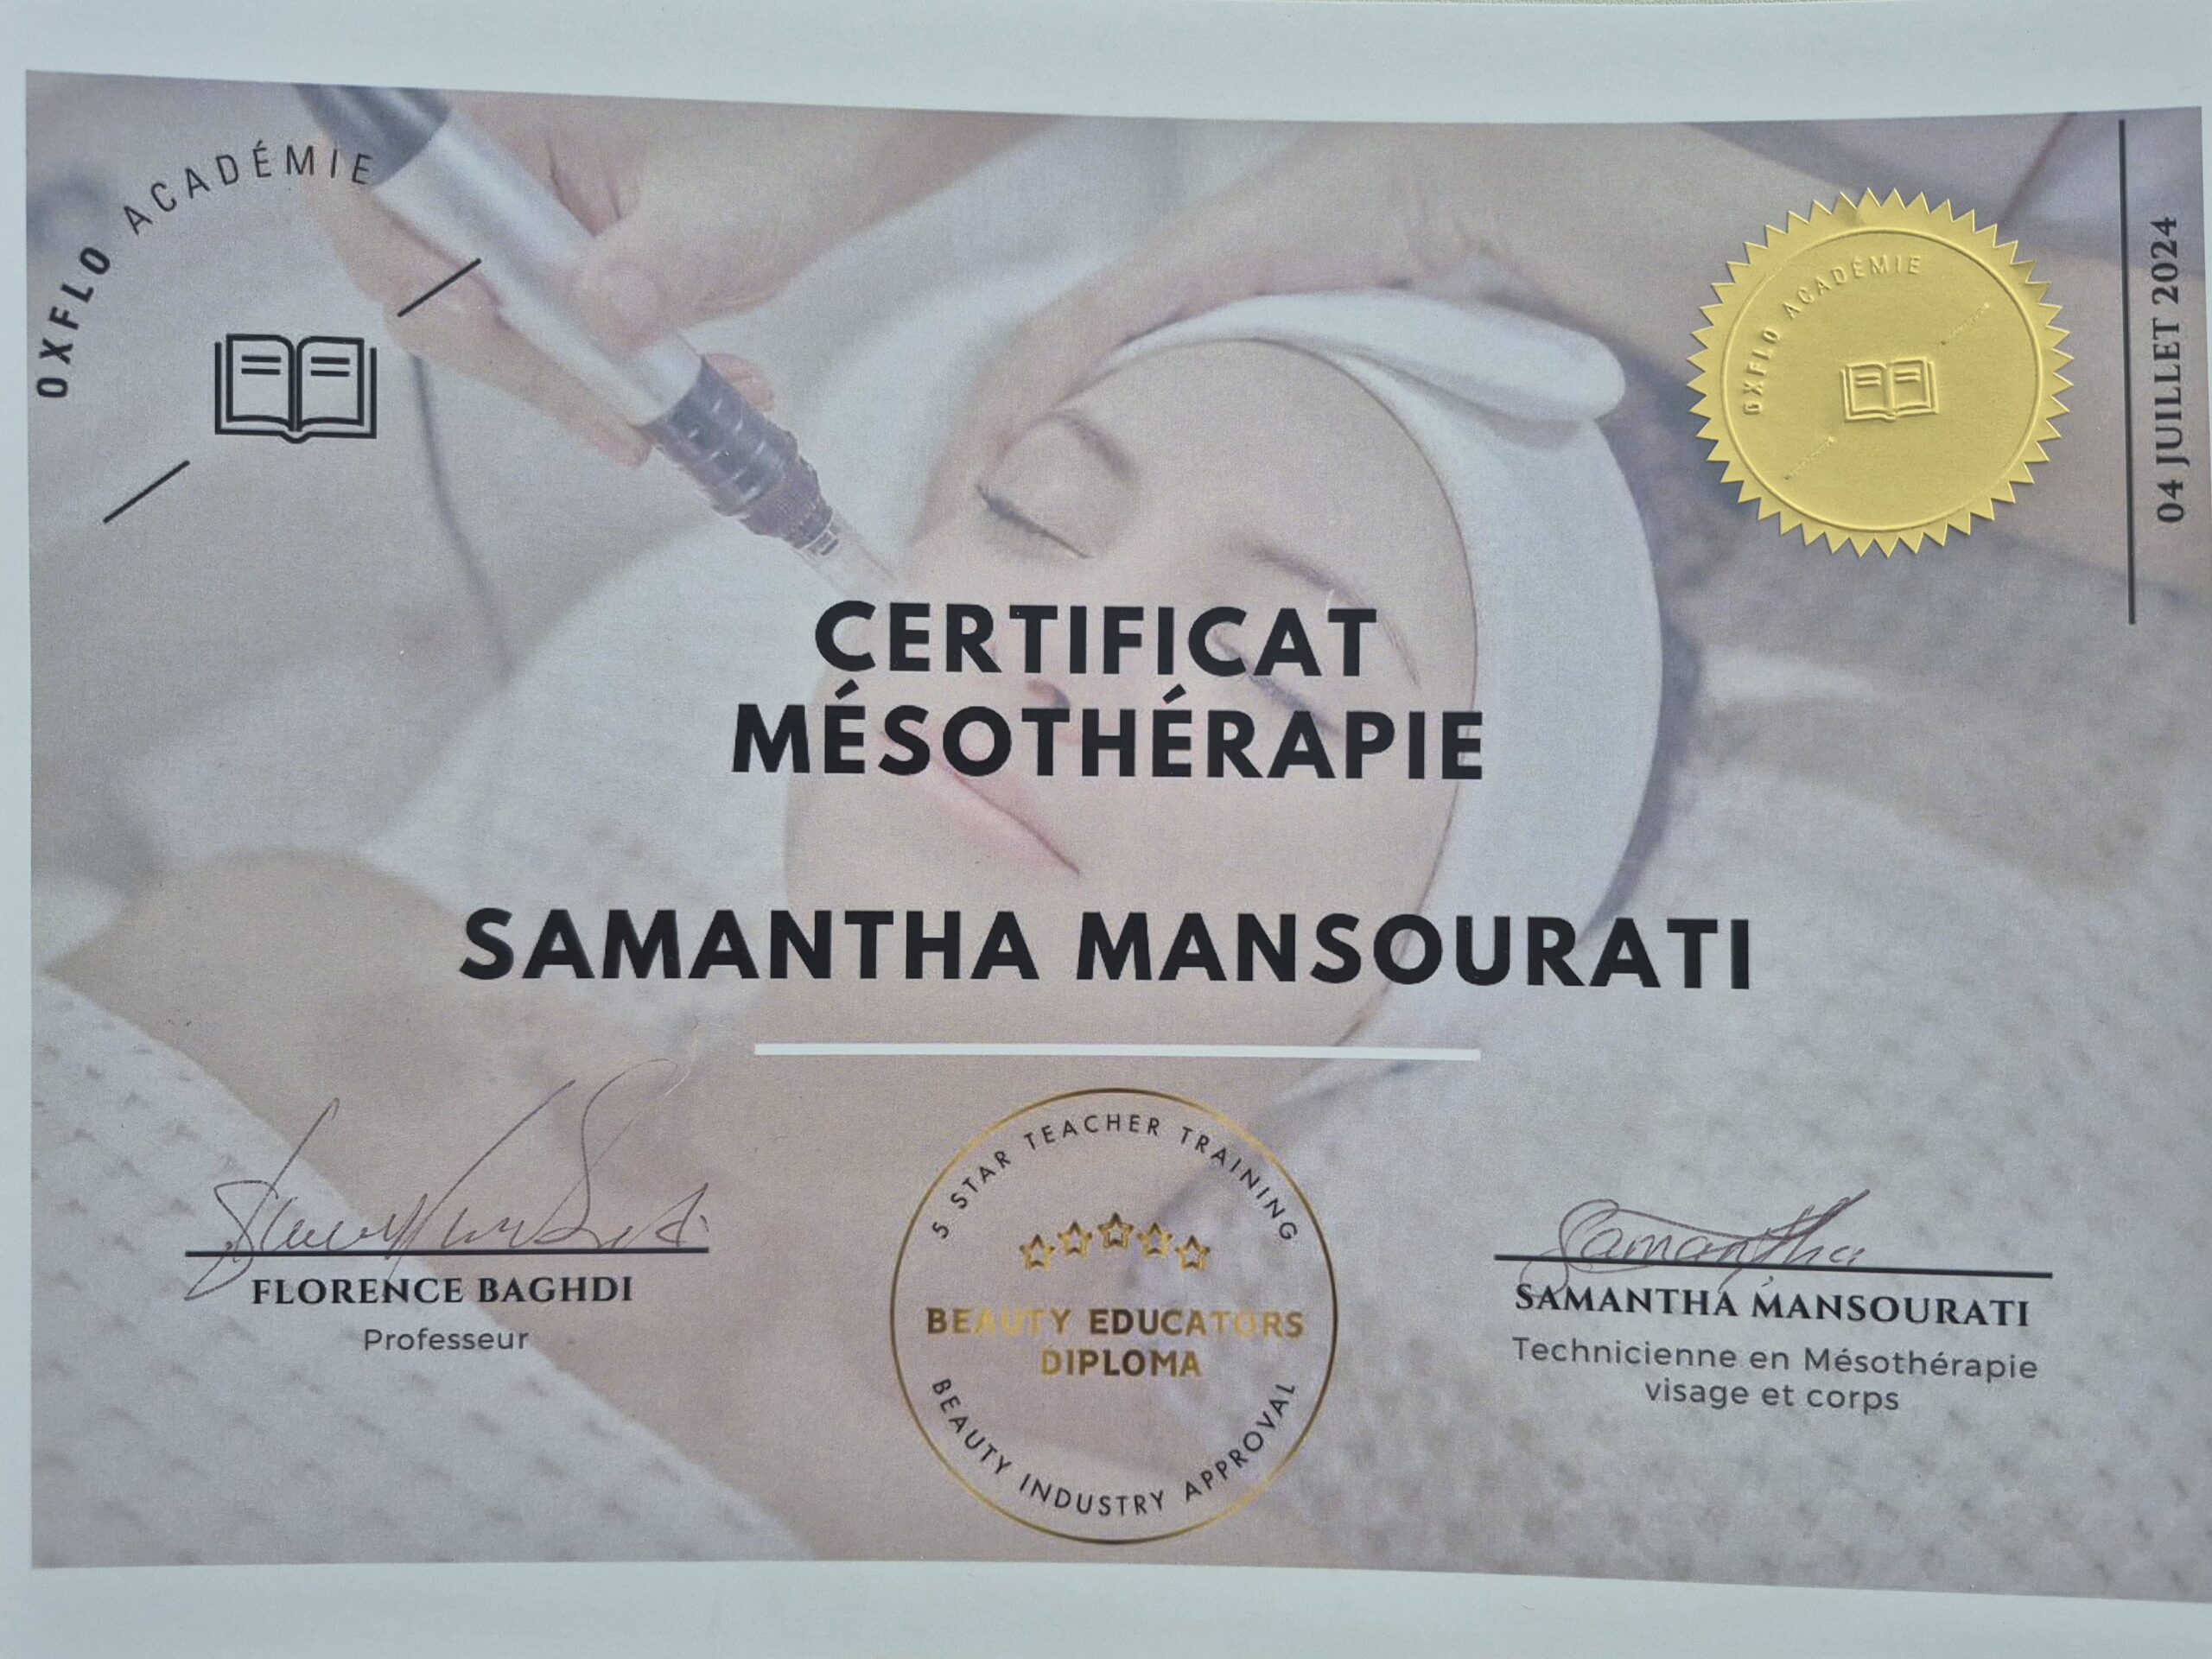 OXFLO ACADÉMIE
OXFLO ACADÉMIE
04 JUILLET 2024
CERTIFICAT
MÉSOTHÉRAPIE
SAMANTHA MANSOURATI
FLORENCE BAGHDI
Professeur
5 STAR TEACHER TRAINING
BEAUTY EDUCATORS
DIPLOMA
BEAUTY INDUSTRY APPROVAL
Samantha
SAMANTHA MANSOURATI
Technicienne en Mésothérapie
visage et corps